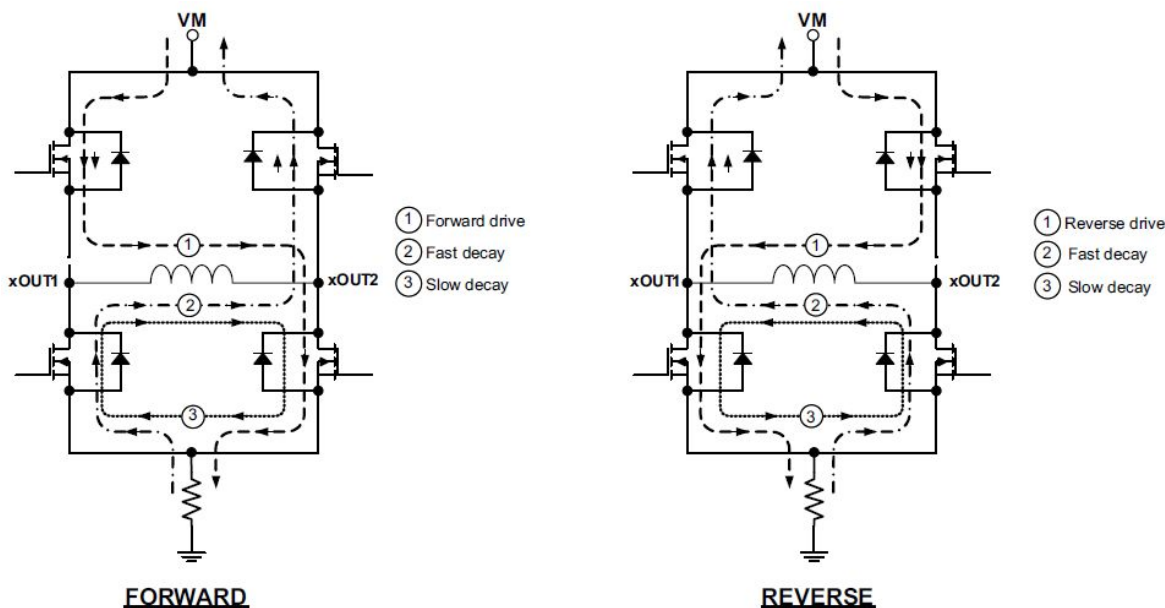 VM
1
xOUT1
xOUT2
2
3
1 Forward drive
2 Fast decay
3 Slow decay
FORWARD
VM
1
xOUT1
xOUT2
2
3
1 Reverse drive
2 Fast decay
3 Slow decay
REVERSE